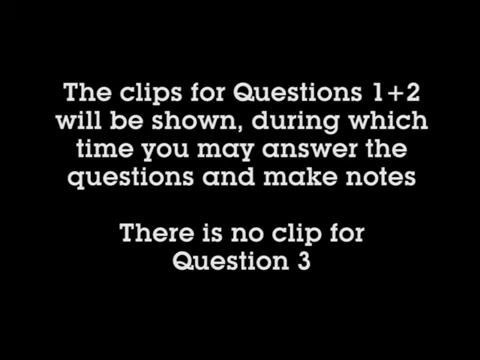 The clips for Questions 1+2
will be shown, during which
time you may answer the
questions and make notes
There is no clip for
Question 3